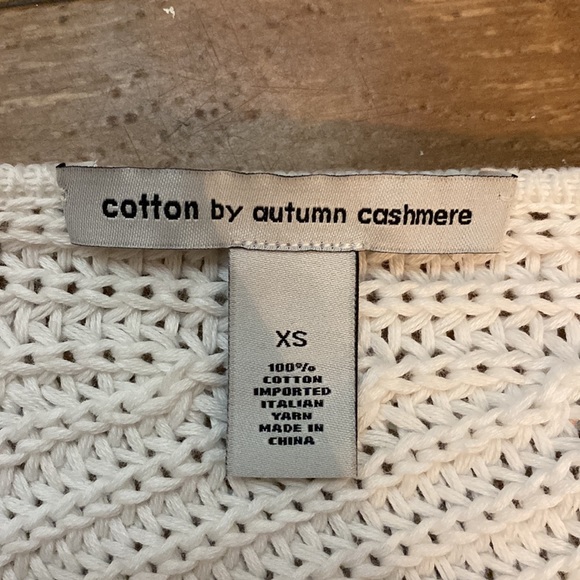 cotton by autumn cashmere
XS
100%
COTTON
IMPORTED
ITALIAN
YARN
MADE IN
CHINA